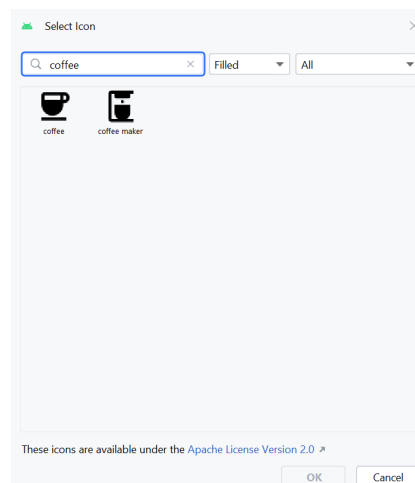 Select Icon
coffee Filled All
coffee coffee maker
These icons are available under the Apache License Version 2.0
OK Cancel